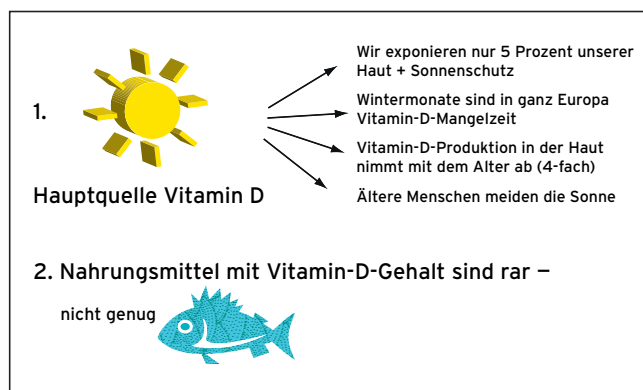 1.
Wir exponieren nur 5 Prozent unserer
Haut + Sonnenschutz
Wintermonate sind in ganz Europa
Vitamin-D-Mangelzeit
Vitamin-D-Produktion in der Haut
nimmt mit dem Alter ab (4-fach)
Ältere Menschen meiden die Sonne
Hauptquelle Vitamin D
2. Nahrungsmittel mit Vitamin-D-Gehalt sind rar –
nicht genug